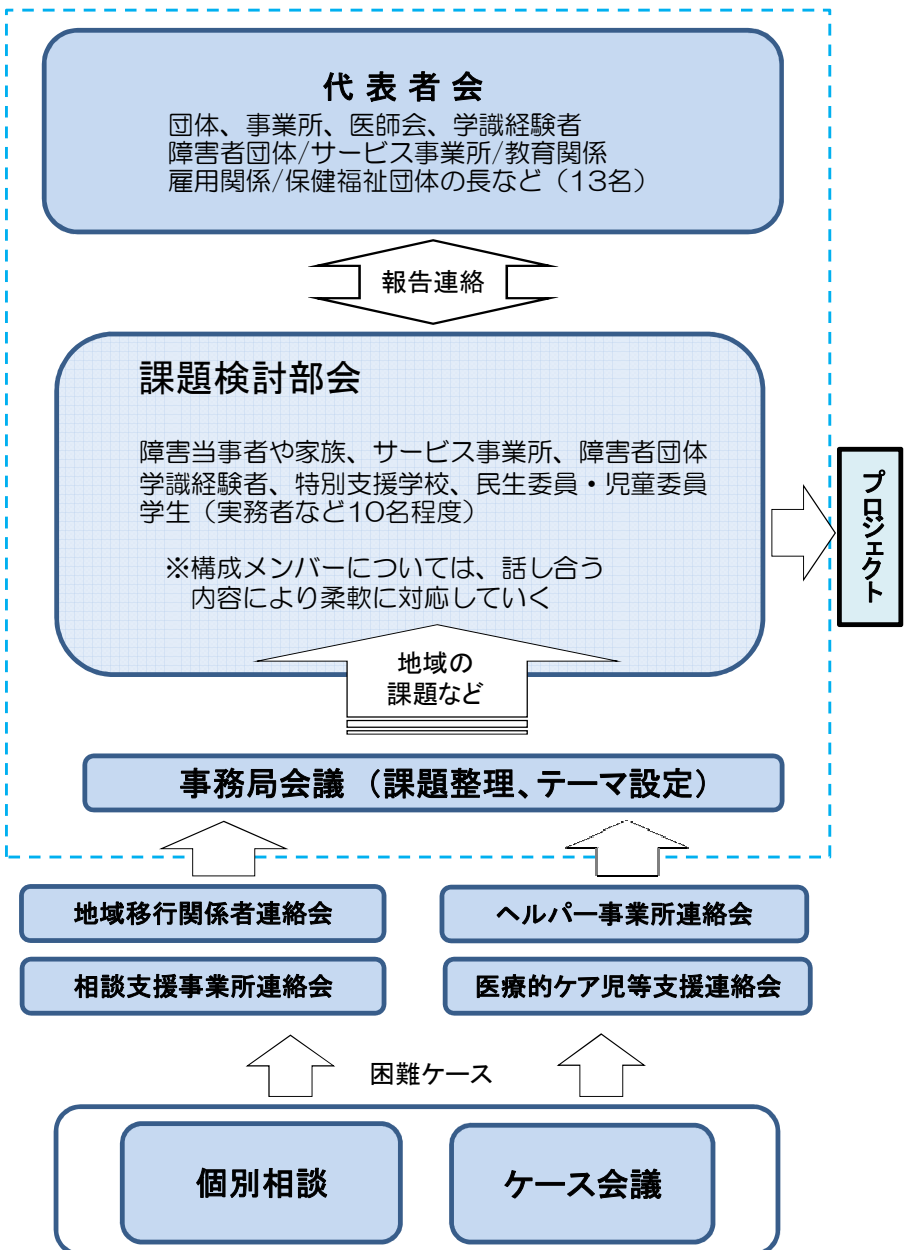 代表者会
団体、事業所、医師会、学識経験者
障害者団体/サービス事業所/教育関係
雇用関係/保健福祉団体の長など（13名）
報告連絡
課題検討部会
障害当事者や家族、サービス事業所、障害者団体
学識経験者、特別支援学校、民生委員・児童委員
学生（実務者など10名程度）
※構成メンバーについては、話し合う
内容により柔軟に対応していく
プロジェクト
地域の
課題など
事務局会議（課題整理、テーマ設定）
地域移行関係者連絡会
ヘルパー事業所連絡会
相談支援事業所連絡会
医療的ケア児等支援連絡会
困難ケース
個別相談
ケース会議